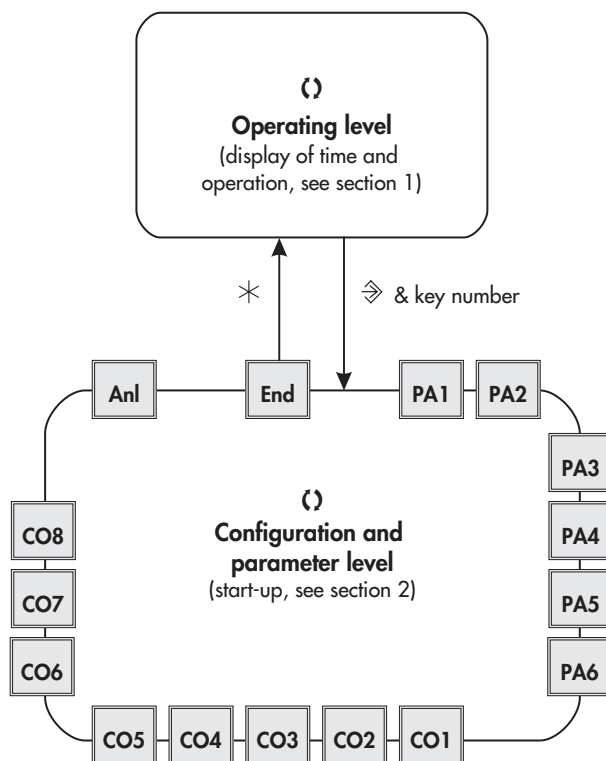 Operating level
(display of time and
operation, see section 1)
& key number
Anl
End
PA1
PA2
PA3
PA4
PA5
PA6
CO8
CO7
CO6
Configuration and
parameter level
(start-up, see section 2)
CO5
CO4
CO3
CO2
CO1